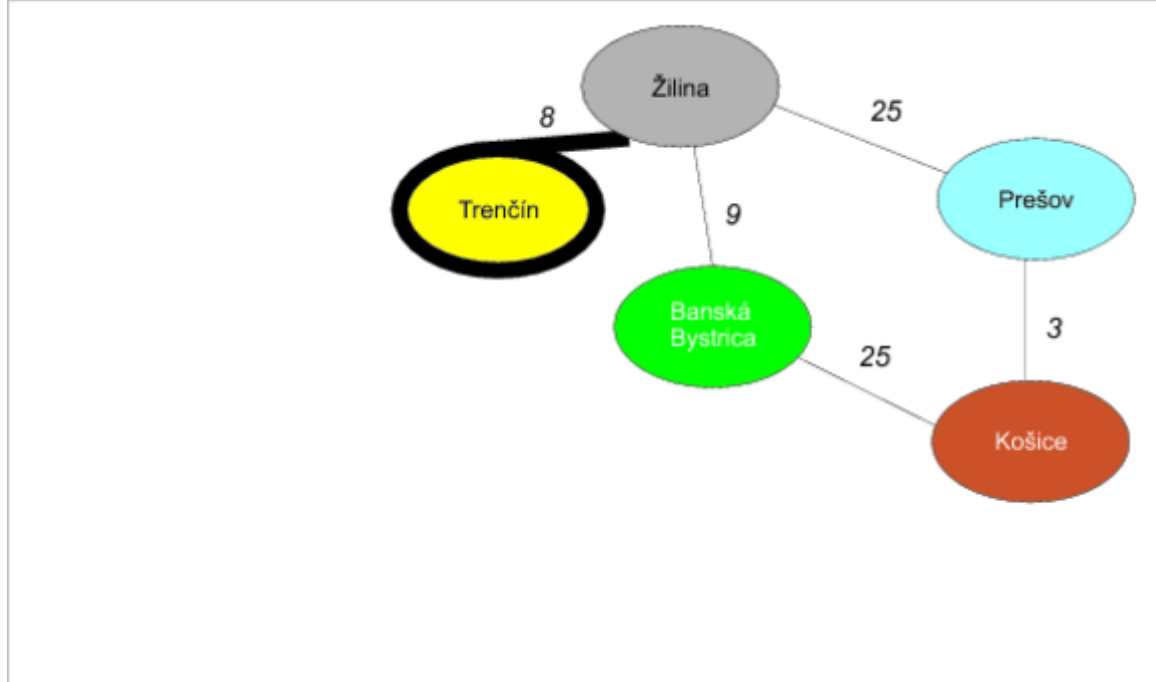 Žilina
8
25
Trenčín
Prešov
9
Banská
Bystrica
25
3
Košice